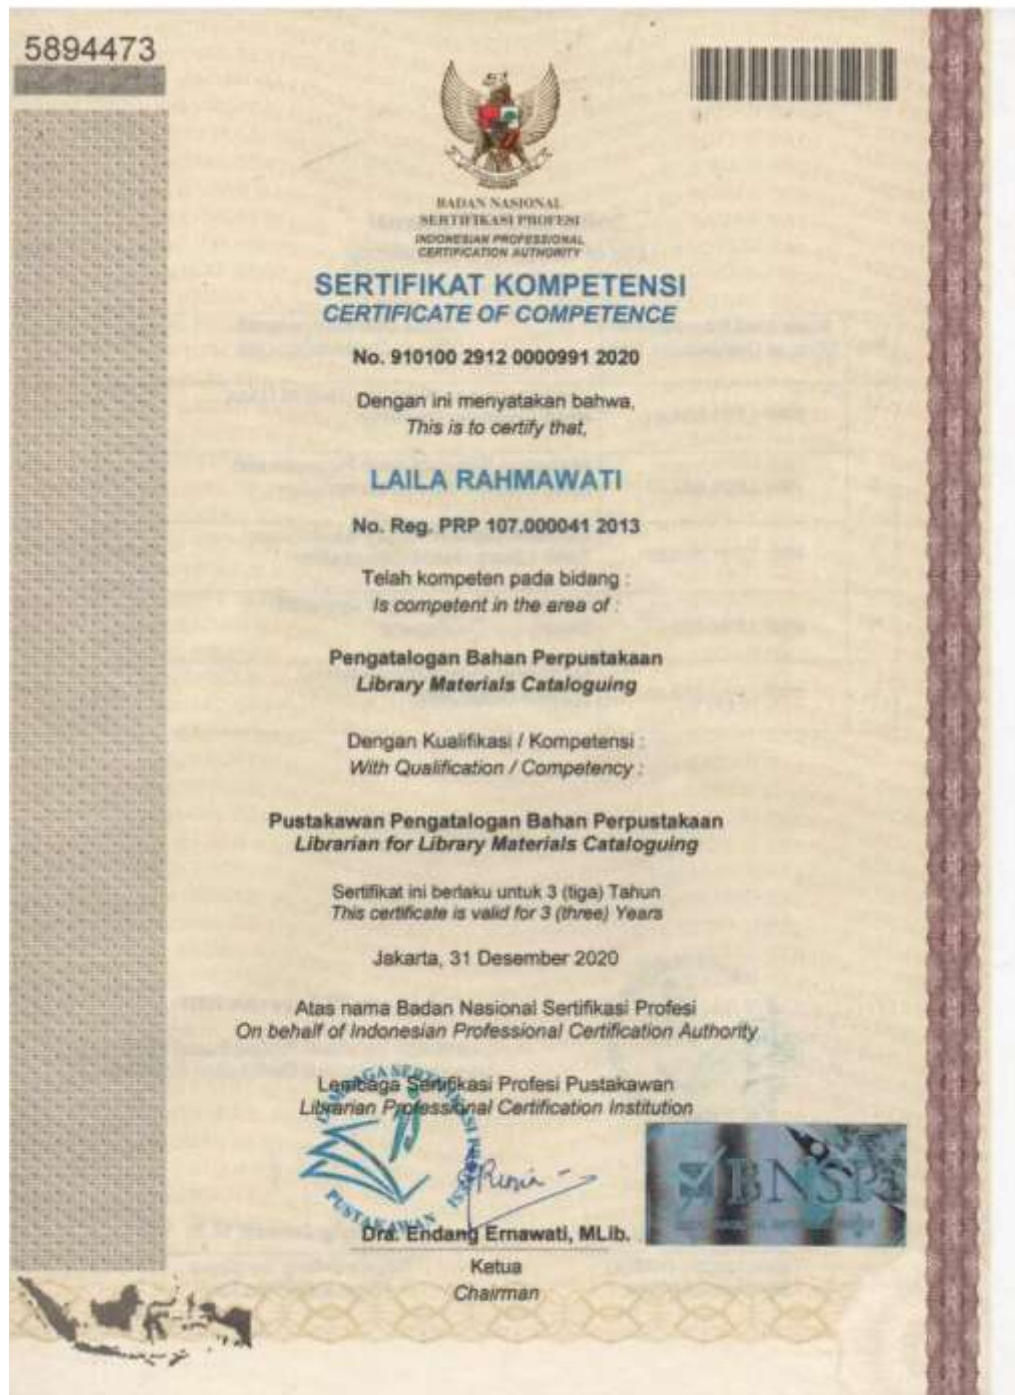 5894473
BADAN NASIONAL
SERTIFIKASI PROFESI
INDONESIAN PROFESSIONAL
CERTIFICATION AUTHORITY
SERTIFIKAT KOMPETENSI
CERTIFICATE OF COMPETENCE
No. 910100 2912 0000991 2020
Dengan ini menyatakan bahwa,
This is to certify that,
LAILA RAHMAWATI
No. Reg. PRP 107.000041 2013
Telah kompeten pada bidang :
Is competent in the area of :
Pengatalogan Bahan Perpustakaan
Library Materials Cataloguing
Dengan Kualifikasi / Kompetensi :
With Qualification / Competency :
Pustakawan Pengatalogan Bahan Perpustakaan
Librarian for Library Materials Cataloguing
Sertifikat ini berlaku untuk 3 (tiga) Tahun
This certificate is valid for 3 (three) Years
Jakarta, 31 Desember 2020
Atas nama Badan Nasional Sertifikasi Profesi
On behalf of Indonesian Professional Certification Authority
Lembaga Sertifikasi Profesi Pustakawan
Librarian Professional Certification Institution
LEMBAGA SERTIFIKASI
PUSTAKAWAN
BNSP
Dra. Endang Ernawati, MLib.
Ketua
Chairman